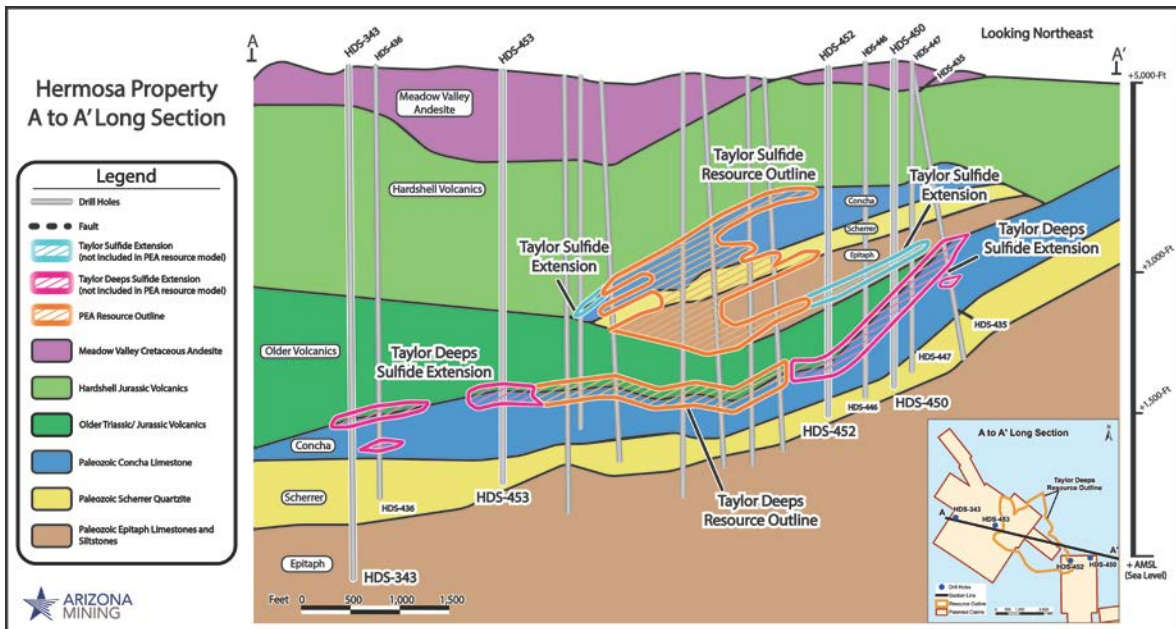 Hermosa Property
A to A' Long Section
Legend
Drill Holes
Fault
Taylor Sulfide Extension
(not included in PEA resource model)
Taylor Deeps Sulfide Extension
(not included in PEA resource model)
PEA Resource Outline
Meadow Valley Cretaceous Andesite
Hardshell Jurassic Volcanics
Older Triassic/ Jurassic Volcanics
Paleozoic Concha Limestone
Paleozoic Scherrer Quartzite
Paleozoic Epitaph Limestones and
Siltstones
ARIZONA
MINING
A
HDS-343
HDS-436
HDS-453
HDS-452
HDS-446
HDS-450
HDS-447
HDS-435
Looking Northeast
A'
+5,000-Ft
Meadow Valley
Andesite
Hardshell Volcanics
Taylor Sulfide
Resource Outline
Taylor Sulfide
Extension
Concha
Scherrer
Epitaph
Taylor Sulfide
Extension
Taylor Deeps
Sulfide Extension
+3,000-Ft
Older Volcanics
Taylor Deeps
Sulfide Extension
HDS-435
HDS-447
HDS-450
HDS-446
HDS-452
+1,500-Ft
Concha
Scherrer
HDS-436
HDS-453
Taylor Deeps
Resource Outline
Epitaph
HDS-343
Feet
0
500
1,000
1,500
+ AMSL
(Sea Level)
A to A' Long Section
N
Taylor Deeps
Resource Outline
A
HDS-343
HDS-453
A'
HDS-452
HDS-450
Drill Holes
Section Line
Resource Outline
Patented Claims